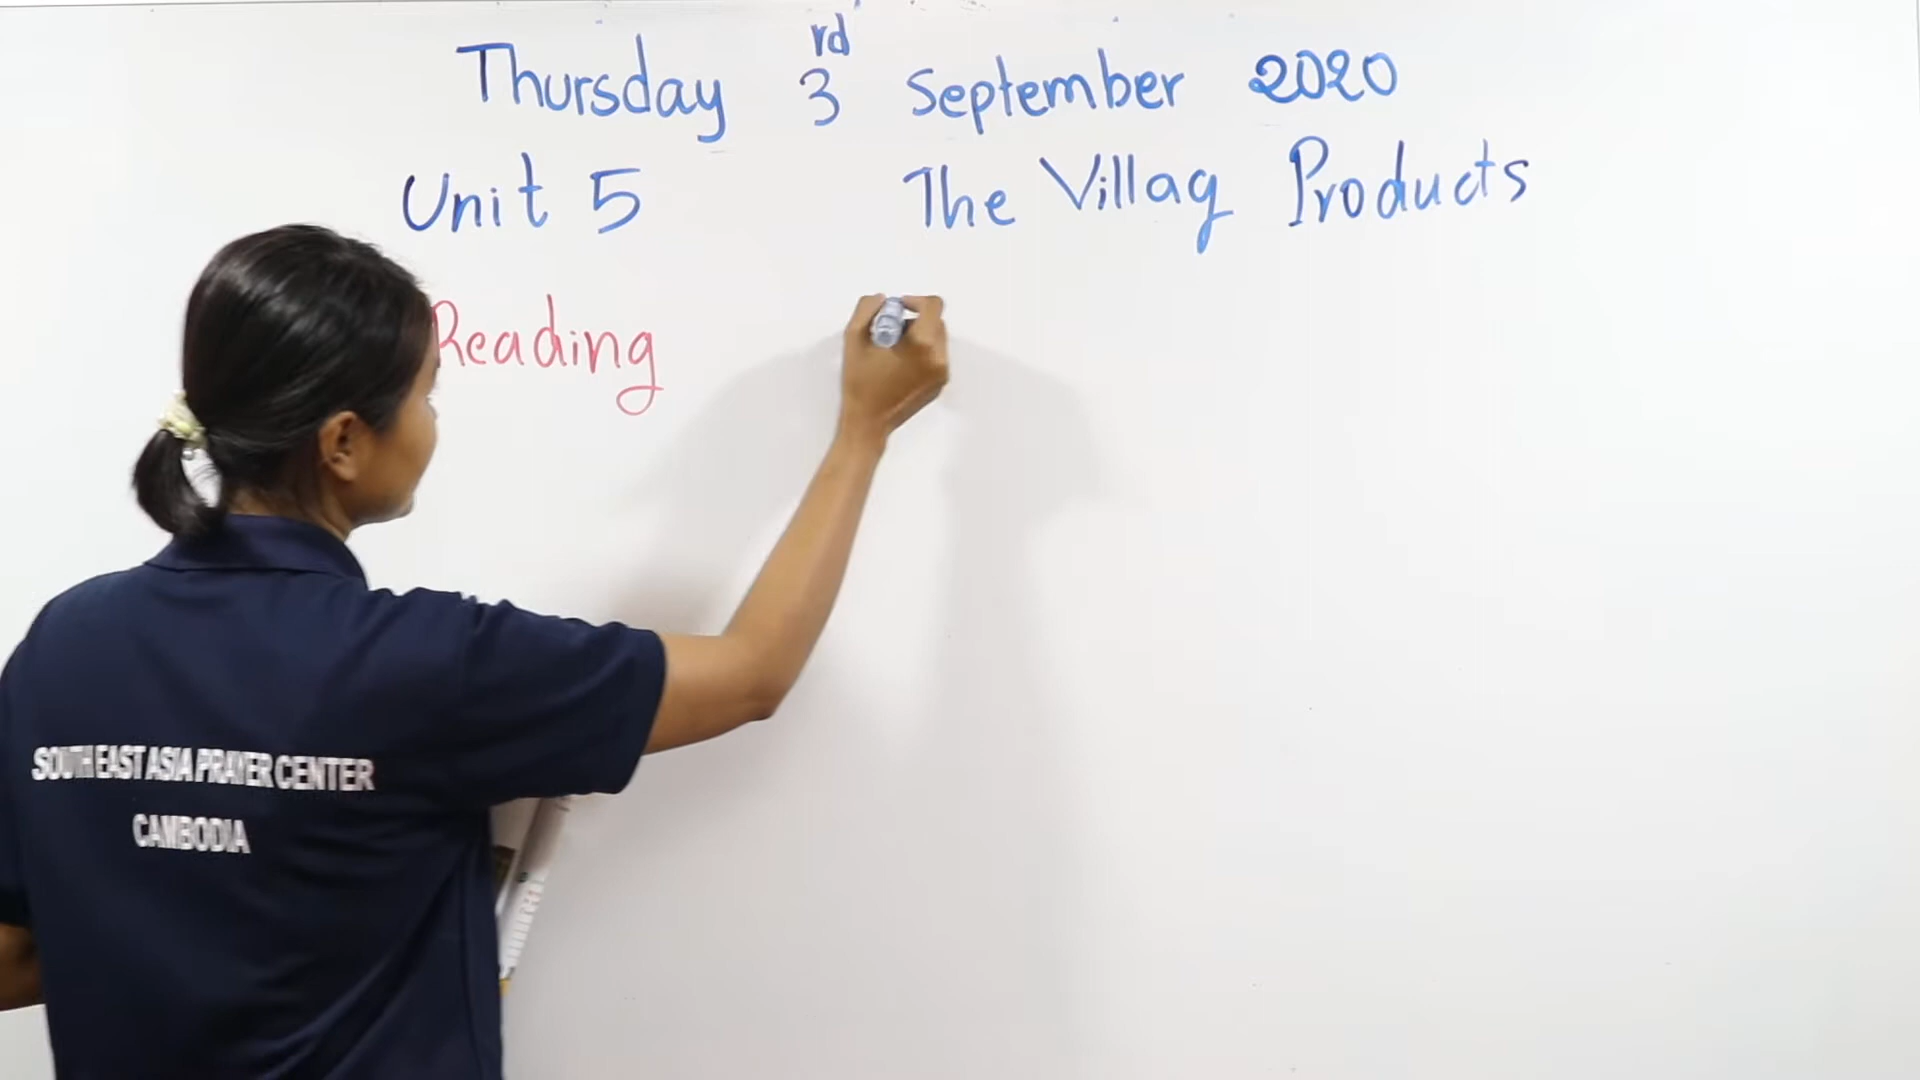 Thursday 3rd September 2020
Unit 5 The Villag Products
Reading
SOUTH EAST ASIA PRAYER CENTER
CAMBODIA